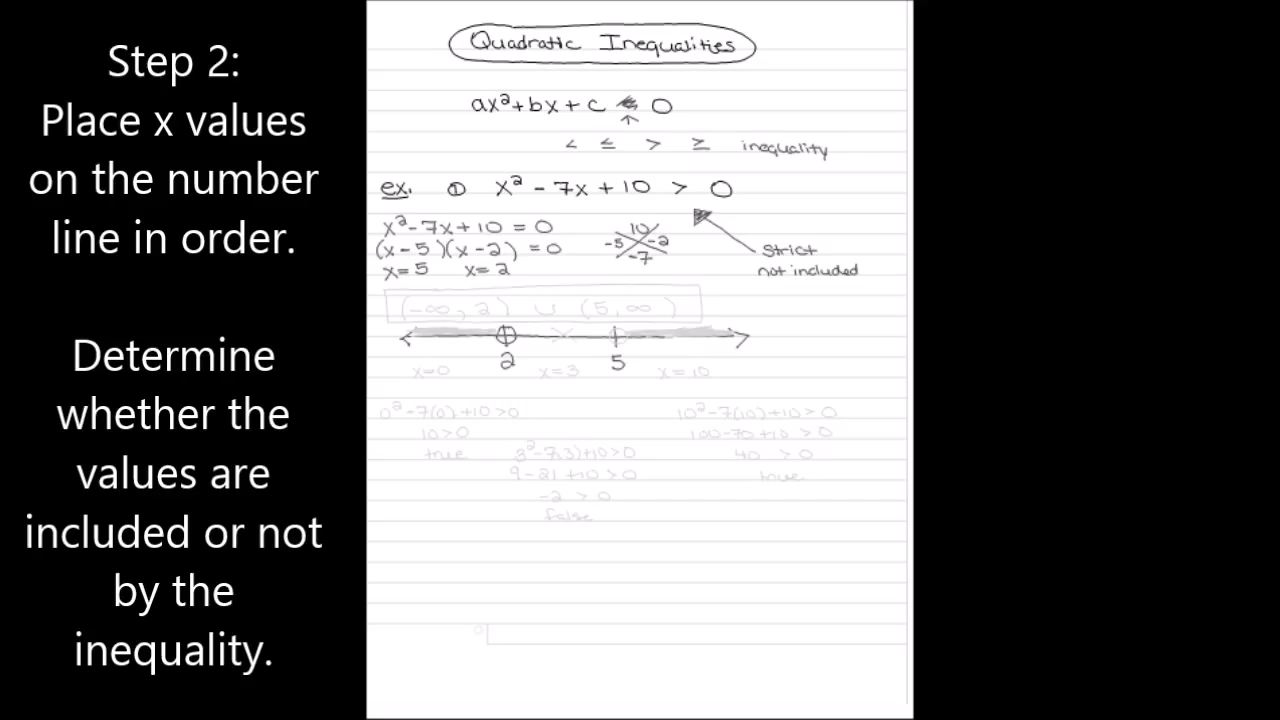 Step 2:
Place x values
on the number
line in order.
Determine
whether the
values are
included or not
by the
inequality.
Quadratic Inequalities
ax²+bx+c 0
↑
< ≤ > ≥ inequality
ex. ① x² - 7x + 10 > 0
x² - 7x + 10 = 0
(x - 5)(x - 2) = 0
x = 5 x = 2
10
-5 -2
-7
Strict
not included
(-∞, 2) ∪ (5, ∞)
2 5
x=0 x=3 x=10
0²-7(0)+10>0
10>0
true
3²-7(3)+10>0
9-21+10>0
-2 > 0
false
10²-7(10)+10>0
100-70+10>0
40 > 0
true